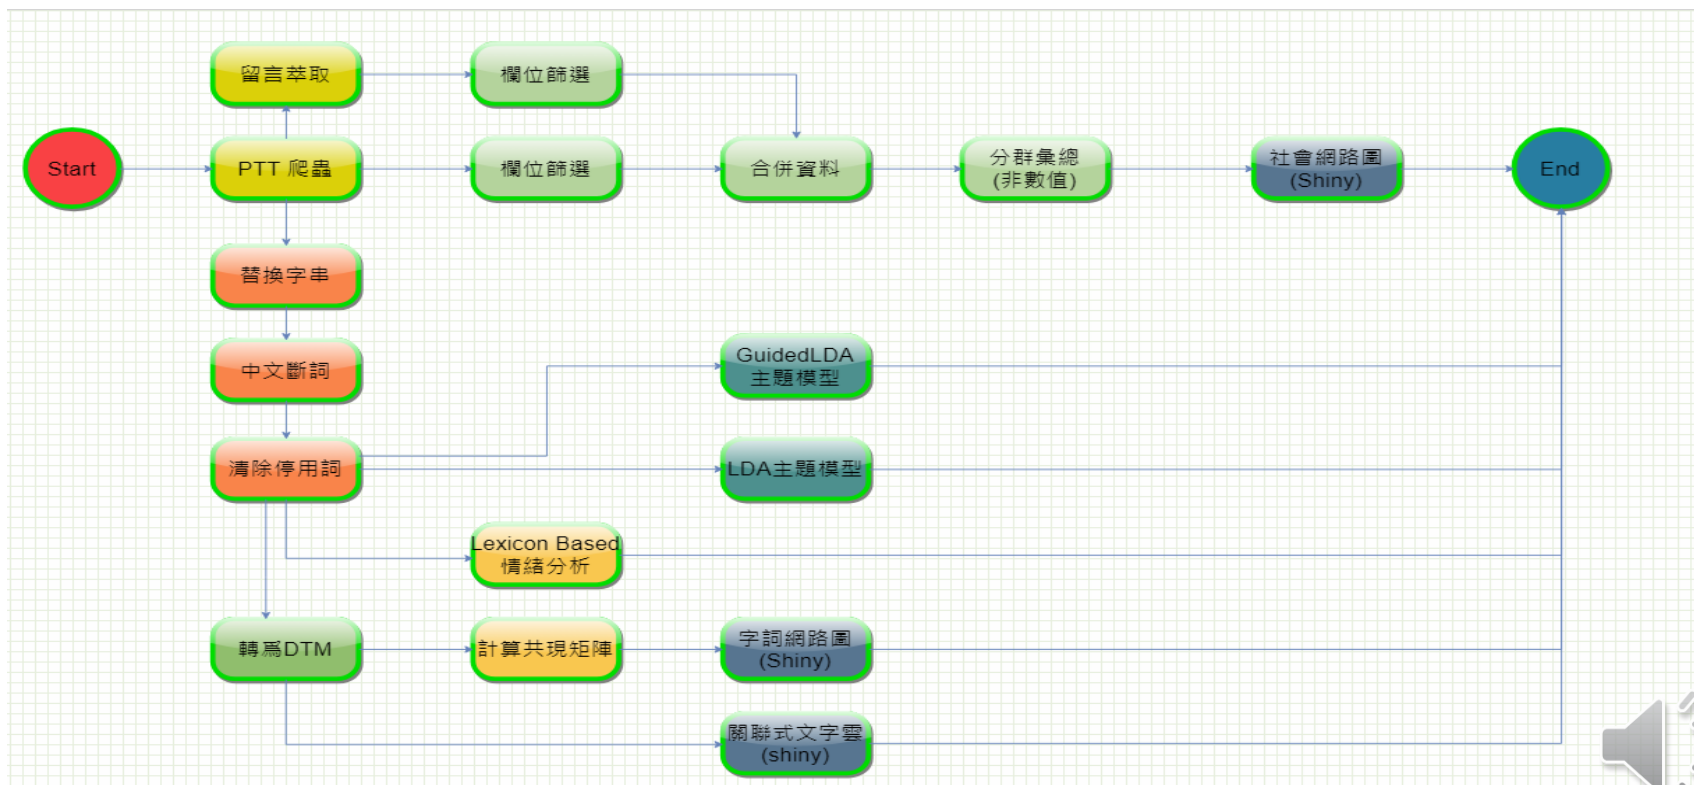 留言萃取
欄位篩選
Start
PTT 爬蟲
欄位篩選
合併資料
分群彙總
(非數值)
社會網路圖
(Shiny)
End
替換字串
中文斷詞
GuidedLDA
主題模型
清除停用詞
LDA主題模型
Lexicon Based
情緒分析
轉為DTM
計算共現矩陣
字詞網路圖
(Shiny)
關聯式文字雲
(shiny)